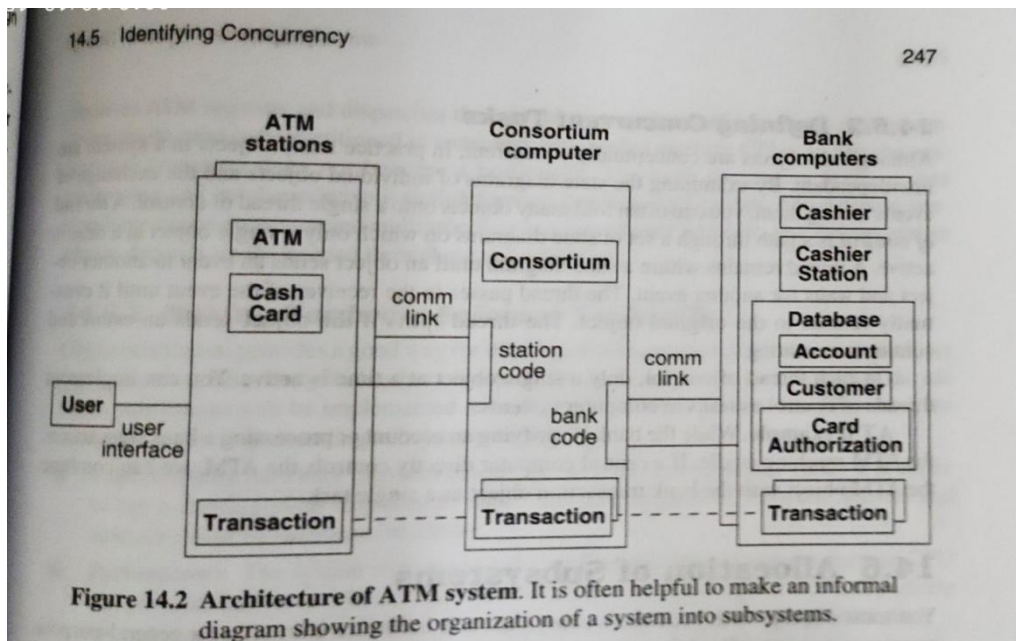 14.5 Identifying Concurrency
247
ATM
stations
Consortium
computer
Bank
computers
ATM
Cash
Card
Consortium
Cashier
Cashier
Station
Database
Account
Customer
Card
Authorization
comm
link
station
code
comm
link
bank
code
User
user
interface
Transaction
Transaction
Transaction
Figure 14.2 Architecture of ATM system. It is often helpful to make an informal
diagram showing the organization of a system into subsystems.